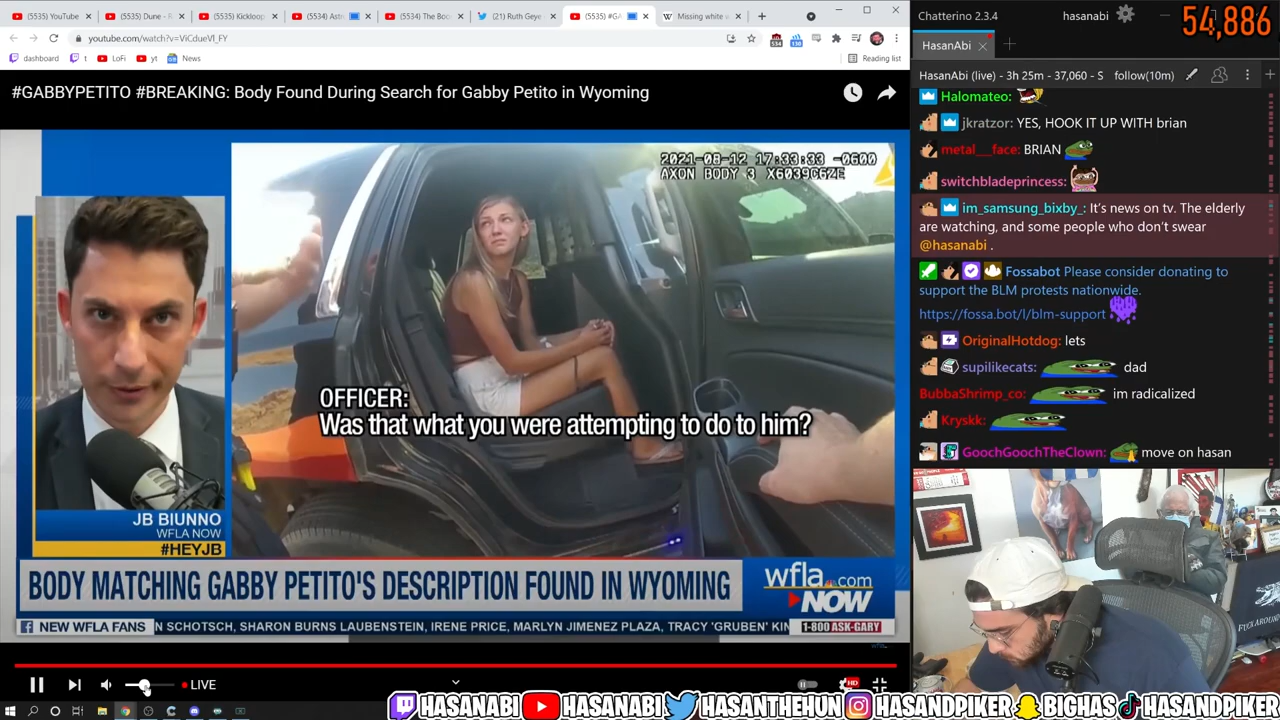 (5535) YouTube
(5535) Dune - R
(5535) Kickloop
(5534) Astr
(5534) The Boo
(21) Ruth Geye
(5535) #GA
Missing white w
youtube.com/watch?v=ViCdueVl_FY
534
dashboard
1
LoFi
yt
News
Reading list
#GABBYPETITO #BREAKING: Body Found During Search for Gabby Petito in Wyoming
2021-08-12 17:33:33 -0600
AXON BODY 3 X6039C6ZE
OFFICER:
Was that what you were attempting to do to him?
JB BIUNNO
WFLA NOW
#HEYJB
BODY MATCHING GABBY PETITO'S DESCRIPTION FOUND IN WYOMING
wfla.com
NOW
NEW WFLA FANS
N SCHOTSCH, SHARON BURNS LAUBENSTEIN, IRENE PRICE, MARLYN JIMENEZ PLAZA, TRACY 'GRUBEN' KIN
1-800 ASK-GARY
wfla
LIVE
HD
Chatterino 2.3.4
hasanabi
54,886
HasanAbi
HasanAbi (live) - 3h 25m - 37,060 - S
follow(10m)
Halomateo:
jkratzor: YES, HOOK IT UP WITH brian
metal__face: BRIAN
switchbladeprincess:
im_samsung_bixby_: It's news on tv. The elderly
are watching, and some people who don't swear
@hasanabi .
Fossabot Please consider donating to
support the BLM protests nationwide.
https://fossa.bot/l/blm-support
OriginalHotdog: lets
supilikecats: dad
BubbaShrimp_co: im radicalized
Kryskk:
GoochGoochTheClown: move on hasan
HASANABI
HASANABI
HASANTHEHUN
HASANDPIKER
BIGHAS
HASANDPIKER